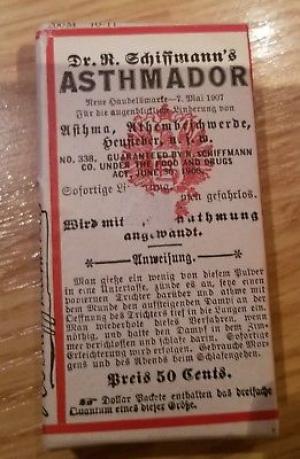 Dr. R. Schiffmann's
ASTHMADOR
Neue Handelsmarke—7. Mai 1907
Für die augenblickliche Linderung von
Asthma, Athembeschwerde,
Heufieber, u. s. w.
NO. 338. GUARANTEED BY R. SCHIFFMANN
CO. UNDER THE FOOD AND DRUGS
ACT, JUNE 30, 1906.
Sofortige gefahrlos.
Wird mit
angewandt.
Anweisung.
Man gieße ein wenig von diesem Pulver
in eine Untertasse, zünde es an, setze einen
papiernen Trichter darüber und athme mit
dem Munde den aufsteigenden Dampf an der
Oeffnung des Trichters tief in die Lungen ein.
Man wiederhole dieses Verfahren, wenn
nöthig, und halte den Dampf in dem Zim-
mer verschlossen und schlafe darin. Sofortige
Erleichterung wird erfolgen. Gebrauche Mor-
gens und des Abends beim Schlafengehen.
Preis 50 Cents.
☞ Dollar Packete enthalten das dreifache
Quantum eines dieser Größe.